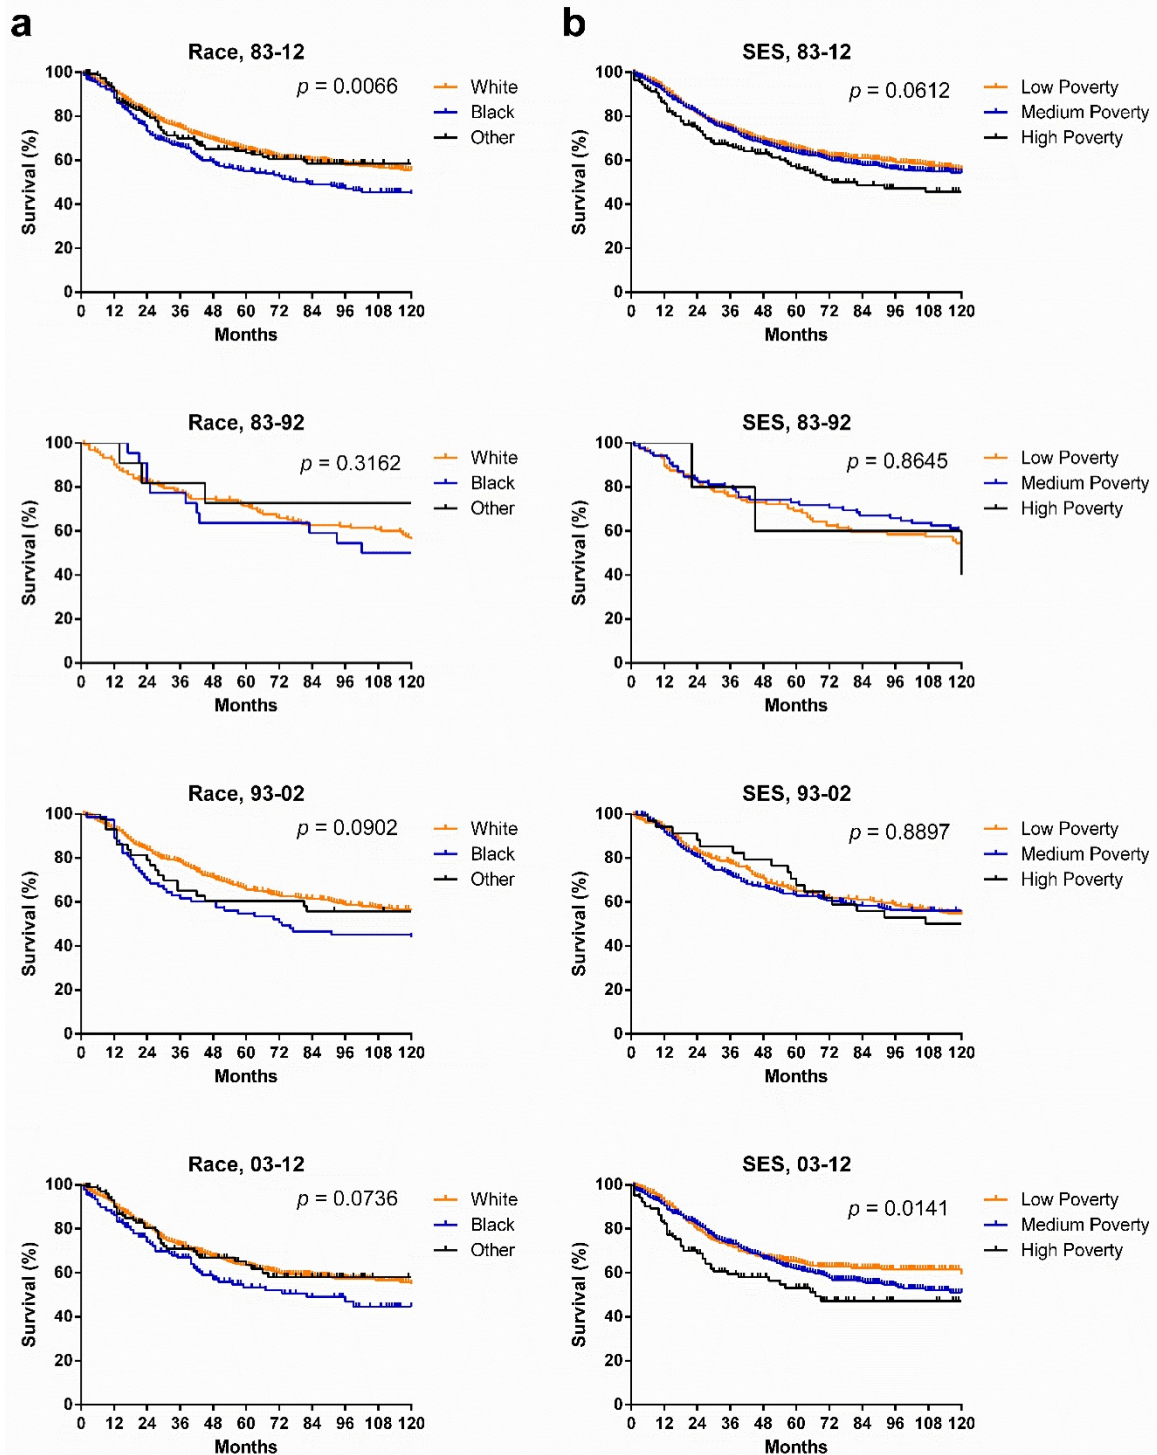 a
Race, 83-12
p = 0.0066
White
Black
Other
Survival (%)
100
80
60
40
20
0
0 12 24 36 48 60 72 84 96 108 120
Months
b
SES, 83-12
p = 0.0612
Low Poverty
Medium Poverty
High Poverty
Survival (%)
100
80
60
40
20
0
0 12 24 36 48 60 72 84 96 108 120
Months
Race, 83-92
p = 0.3162
White
Black
Other
Survival (%)
100
80
60
40
20
0
0 12 24 36 48 60 72 84 96 108 120
Months
SES, 83-92
p = 0.8645
Low Poverty
Medium Poverty
High Poverty
Survival (%)
100
80
60
40
20
0
0 12 24 36 48 60 72 84 96 108 120
Months
Race, 93-02
p = 0.0902
White
Black
Other
Survival (%)
100
80
60
40
20
0
0 12 24 36 48 60 72 84 96 108 120
Months
SES, 93-02
p = 0.8897
Low Poverty
Medium Poverty
High Poverty
Survival (%)
100
80
60
40
20
0
0 12 24 36 48 60 72 84 96 108 120
Months
Race, 03-12
p = 0.0736
White
Black
Other
Survival (%)
100
80
60
40
20
0
0 12 24 36 48 60 72 84 96 108 120
Months
SES, 03-12
p = 0.0141
Low Poverty
Medium Poverty
High Poverty
Survival (%)
100
80
60
40
20
0
0 12 24 36 48 60 72 84 96 108 120
Months